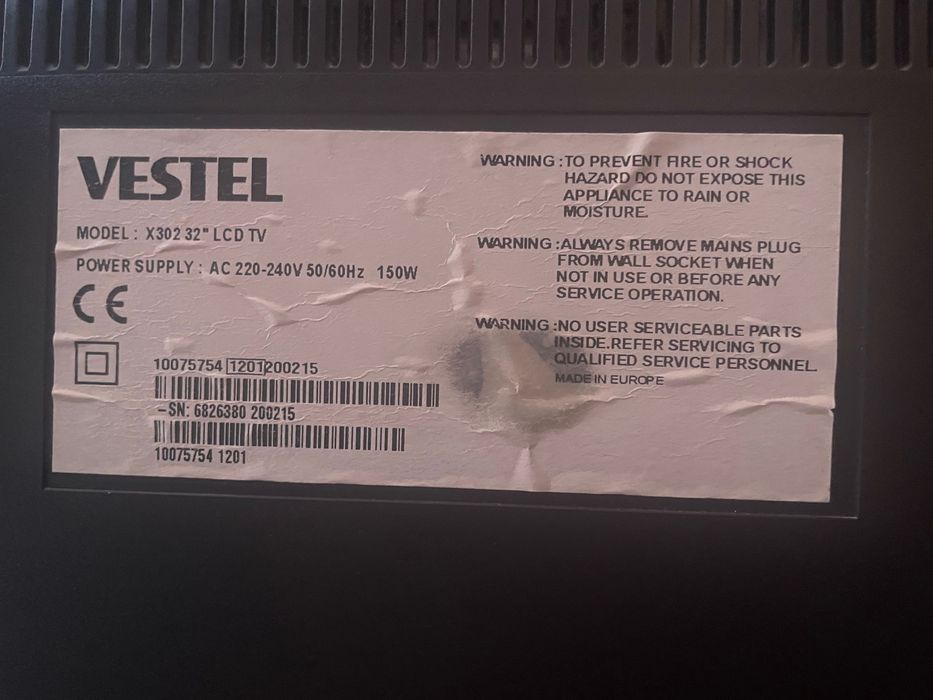 VESTEL
MODEL : X302 32" LCD TV
POWER SUPPLY : AC 220-240V 50/60Hz 150W
CE
10075754 1201200215
-SN: 6826380 200215
10075754 1201
WARNING :TO PREVENT FIRE OR SHOCK
HAZARD DO NOT EXPOSE THIS
APPLIANCE TO RAIN OR
MOISTURE.
WARNING :ALWAYS REMOVE MAINS PLUG
FROM WALL SOCKET WHEN
NOT IN USE OR BEFORE ANY
SERVICE OPERATION.
WARNING :NO USER SERVICEABLE PARTS
INSIDE.REFER SERVICING TO
QUALIFIED SERVICE PERSONNEL.
MADE IN EUROPE